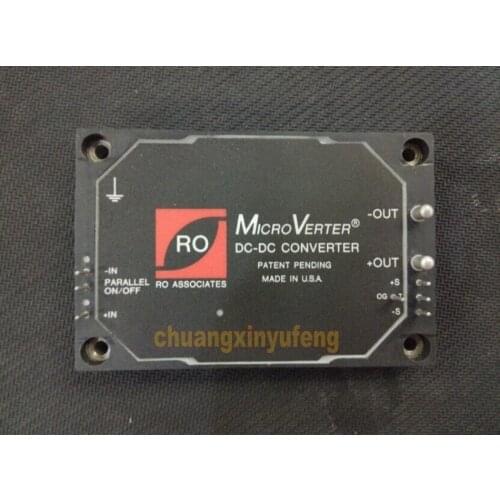 RO
RO ASSOCIATES
MICROVERTER®
DC-DC CONVERTER
PATENT PENDING
MADE IN U.S.A.
-IN
PARALLEL
ON/OFF
+IN
-OUT
+OUT
+S
OG
T
-S
chuangxinyufeng